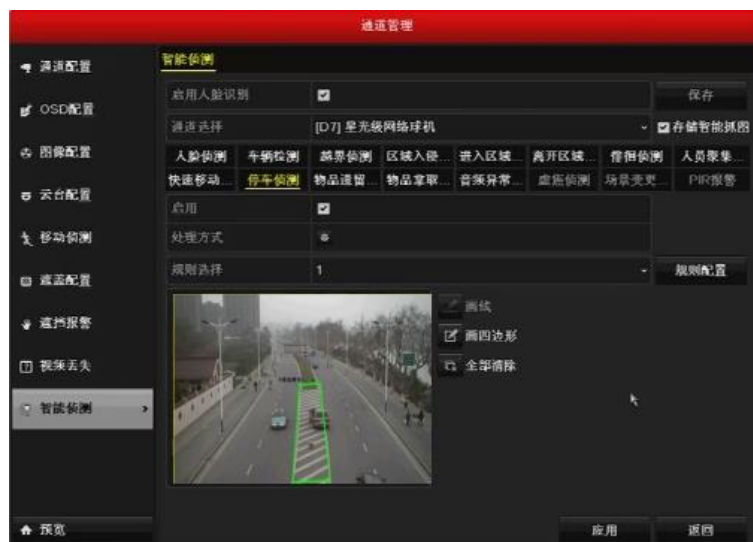 通道管理
通道配置
OSD配置
图像配置
云台配置
移动侦测
遮盖配置
遮挡报警
视频丢失
智能侦测
预览
智能侦测
启用人脸识别
保存
通道选择
[D7] 星光级网络球机
存储智能抓图
人脸侦测 车辆检测 越界侦测 区域入侵... 进入区域... 离开区域... 徘徊侦测 人员聚集...
快速移动... 停车侦测 物品遗留... 物品拿取... 音频异常... 虚焦侦测 场景变更... PIR报警
启用
处理方式
规则选择
1
规则配置
画线
画四边形
全部清除
应用
返回